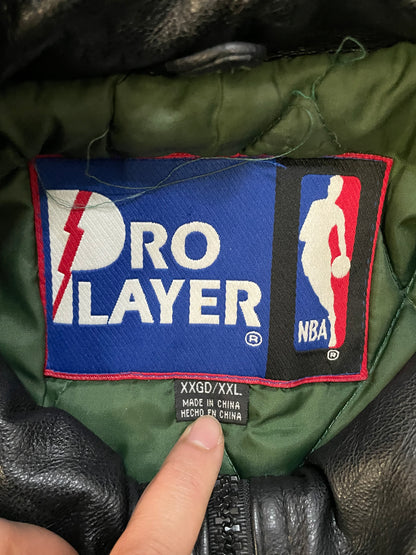 PRO
PLAYER®
NBA®
XXGD/XXL
MADE IN CHINA
HECHO EN CHINA